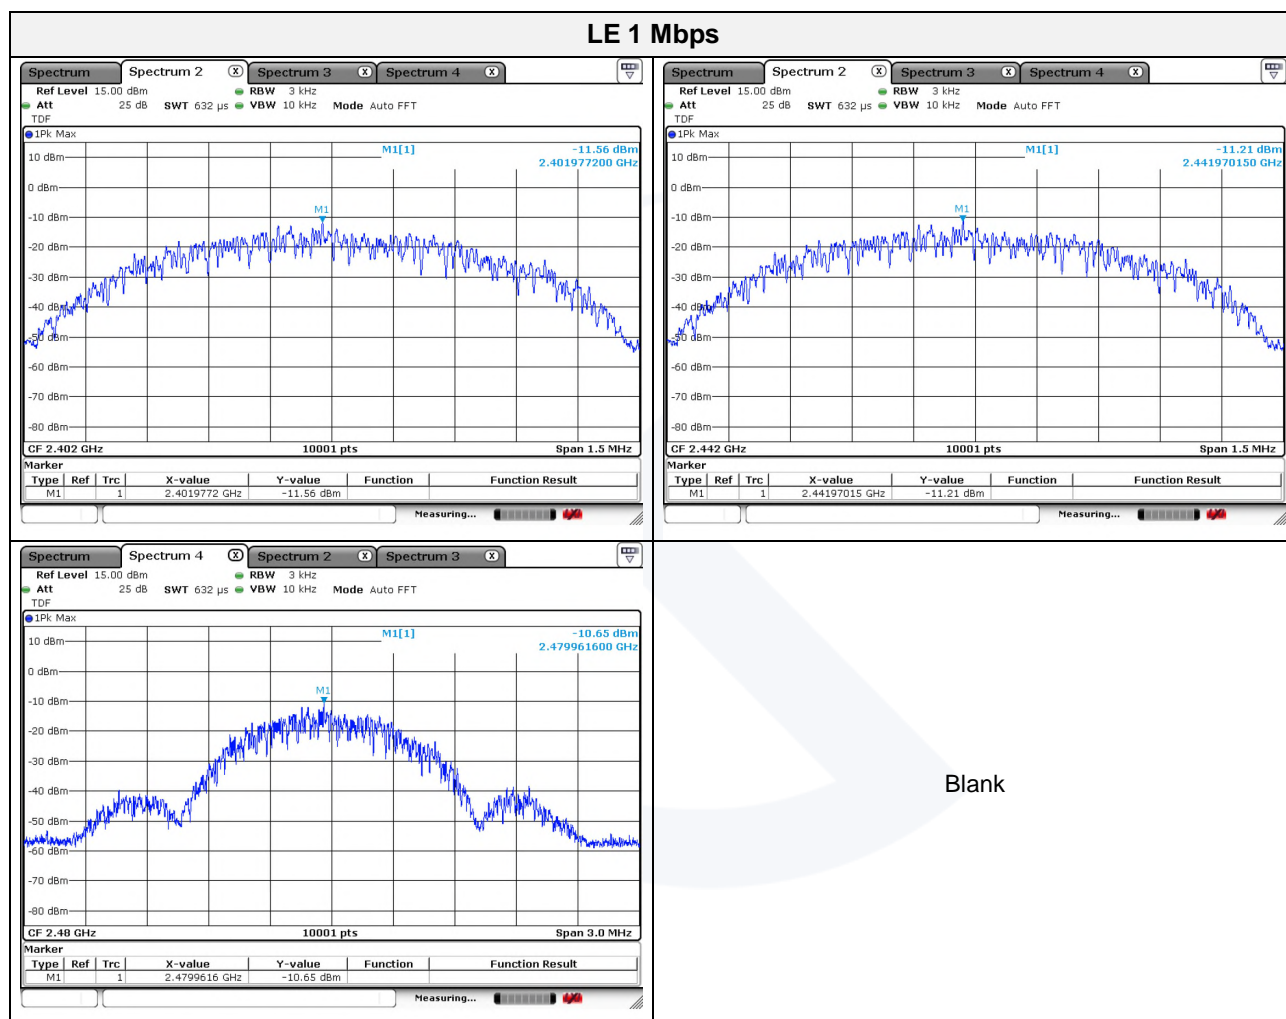 LE 1 Mbps
Spectrum Spectrum 2 X Spectrum 3 X Spectrum 4 X
Ref Level 15.00 dBm RBW 3 kHz
Att 25 dB SWT 632 µs VBW 10 kHz Mode Auto FFT
TDF
1Pk Max
M1[1] -11.56 dBm
2.401977200 GHz
10 dBm
0 dBm
M1
-10 dBm
-20 dBm
-30 dBm
-40 dBm
-50 dBm
-60 dBm
-70 dBm
-80 dBm
CF 2.402 GHz 10001 pts Span 1.5 MHz
Marker
Type Ref Trc X-value Y-value Function Function Result
M1 1 2.4019772 GHz -11.56 dBm
Measuring...
Spectrum Spectrum 2 X Spectrum 3 X Spectrum 4 X
Ref Level 15.00 dBm RBW 3 kHz
Att 25 dB SWT 632 µs VBW 10 kHz Mode Auto FFT
TDF
1Pk Max
M1[1] -11.21 dBm
2.441970150 GHz
10 dBm
0 dBm
M1
-10 dBm
-20 dBm
-30 dBm
-40 dBm
-50 dBm
-60 dBm
-70 dBm
-80 dBm
CF 2.442 GHz 10001 pts Span 1.5 MHz
Marker
Type Ref Trc X-value Y-value Function Function Result
M1 1 2.44197015 GHz -11.21 dBm
Measuring...
Spectrum Spectrum 4 X Spectrum 2 X Spectrum 3 X
Ref Level 15.00 dBm RBW 3 kHz
Att 25 dB SWT 632 µs VBW 10 kHz Mode Auto FFT
TDF
1Pk Max
M1[1] -10.65 dBm
2.479961600 GHz
10 dBm
0 dBm
M1
-10 dBm
-20 dBm
-30 dBm
-40 dBm
-50 dBm
-60 dBm
-70 dBm
-80 dBm
CF 2.48 GHz 10001 pts Span 3.0 MHz
Marker
Type Ref Trc X-value Y-value Function Function Result
M1 1 2.4799616 GHz -10.65 dBm
Measuring...
Blank